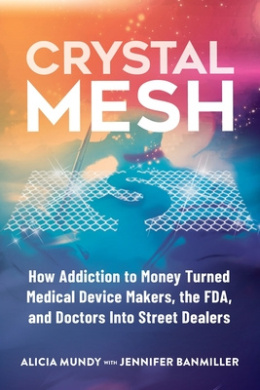 CRYSTAL
MESH
How Addiction to Money Turned
Medical Device Makers, the FDA,
and Doctors Into Street Dealers
ALICIA MUNDY WITH JENNIFER BANMILLER